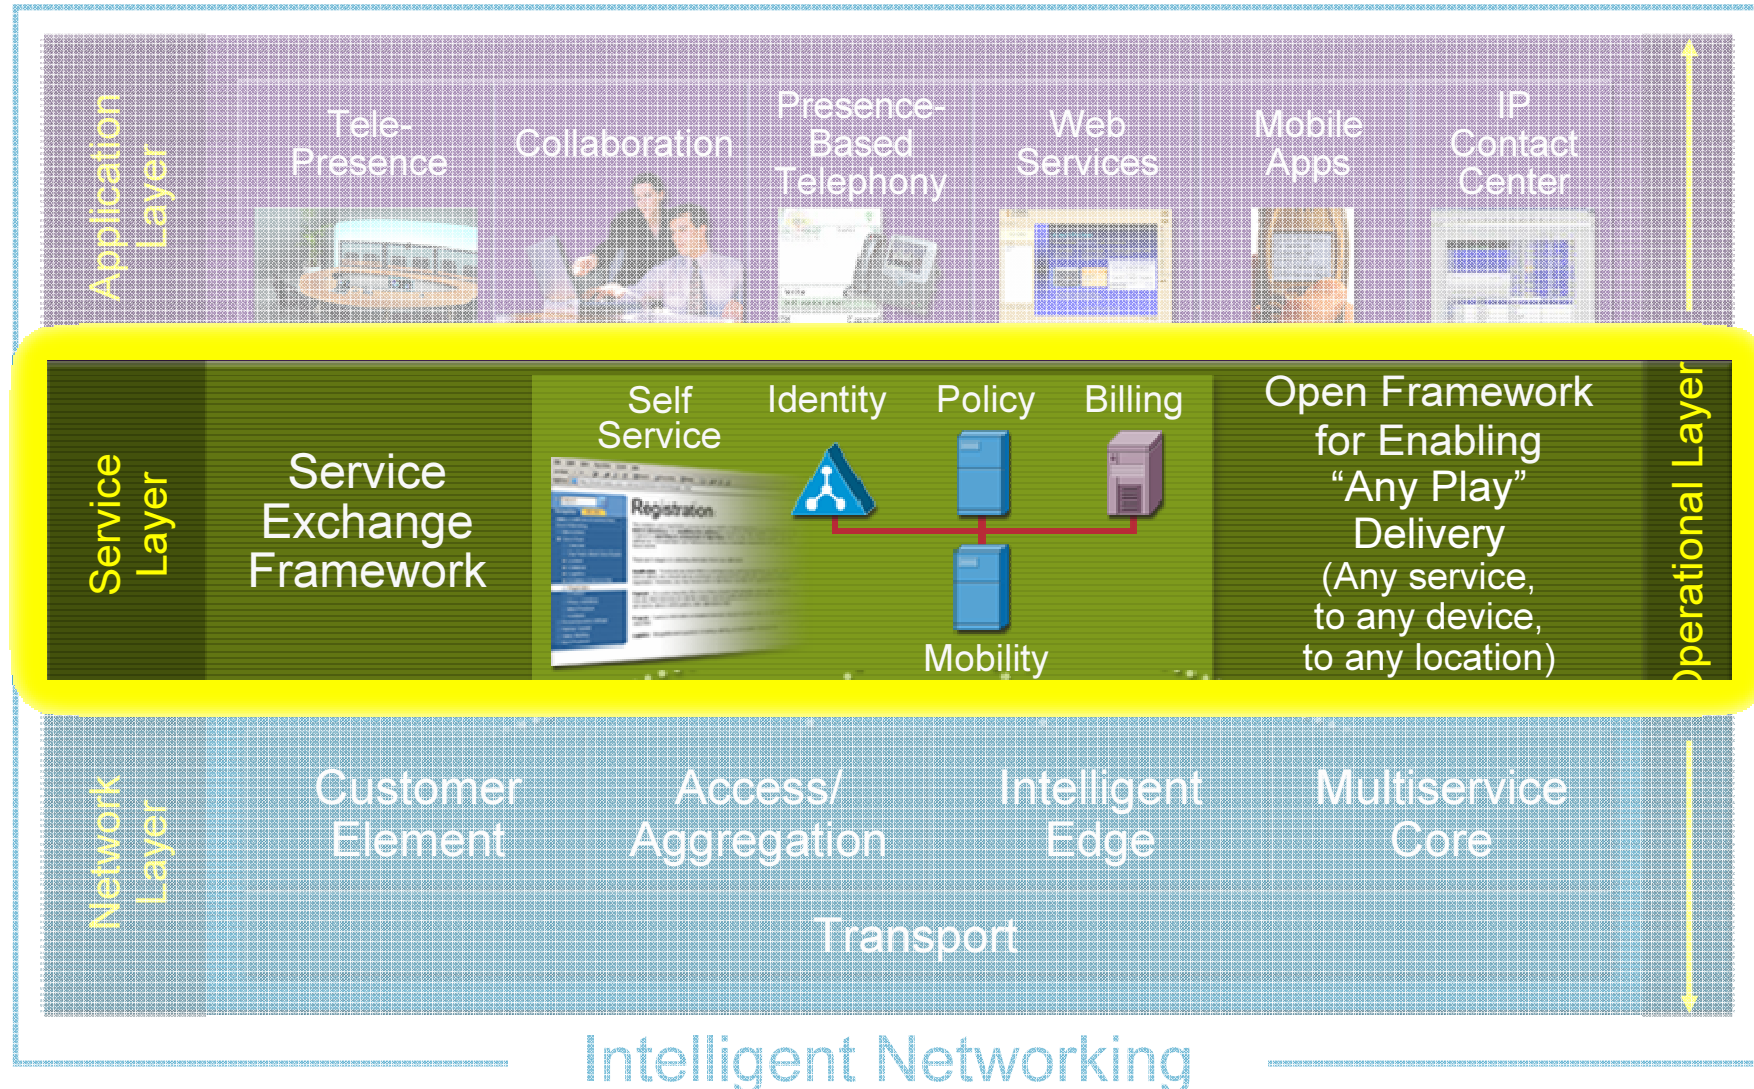 Application
Layer
Tele-
Presence
Collaboration
Presence-
Based
Telephony
Web
Services
Mobile
Apps
IP
Contact
Center
Service
Layer
Service
Exchange
Framework
Self
Service
Registration
Identity
Policy
Billing
Mobility
Open Framework
for Enabling
“Any Play”
Delivery
(Any service,
to any device,
to any location)
Operational Layer
Network
Layer
Customer
Element
Access/
Aggregation
Intelligent
Edge
Multiservice
Core
Transport
Intelligent Networking